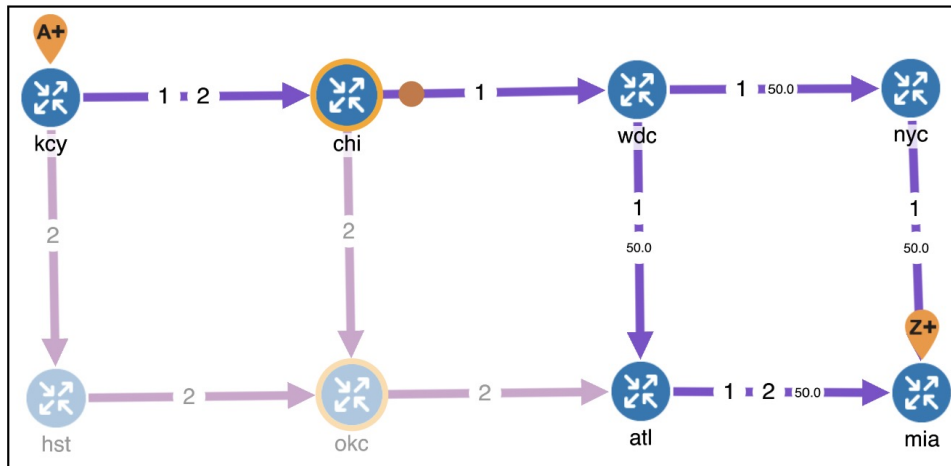 A+
1 2
1
1 50.0
kcy
chi
wdc
nyc
2
2
1
50.0
1
50.0
Z+
2
2
1 2 50.0
hst
okc
atl
mia